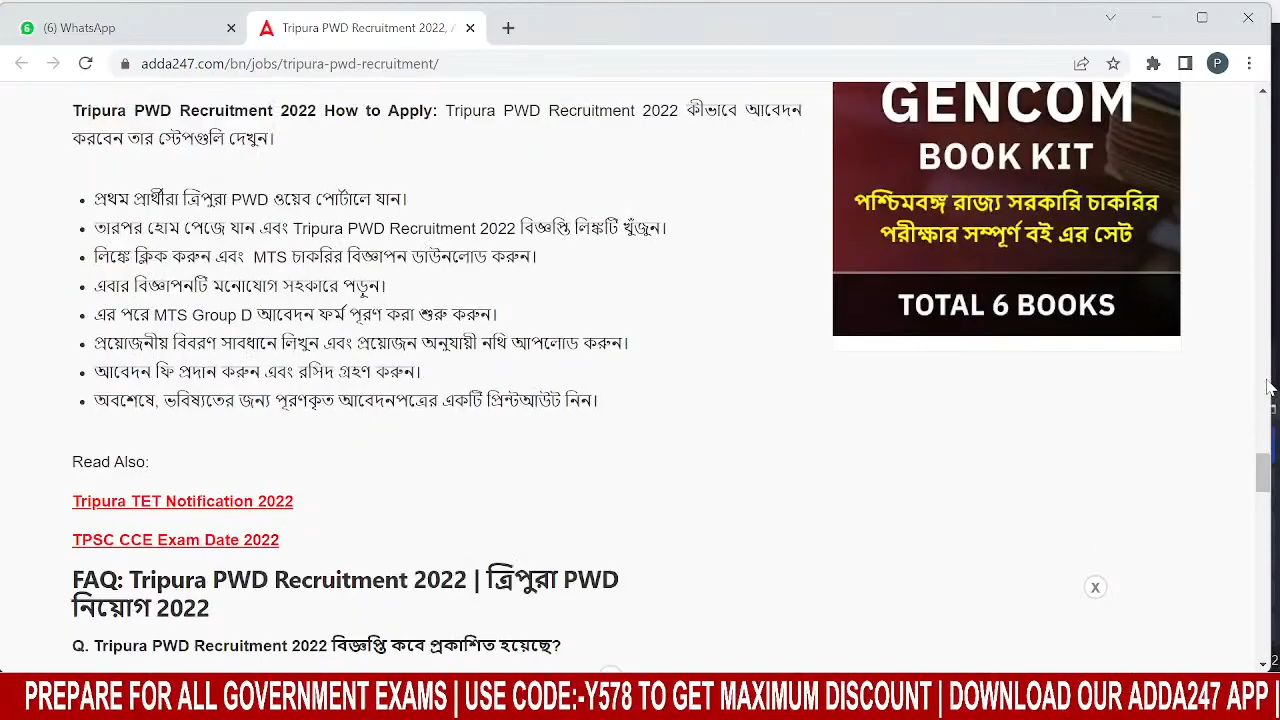 (6) WhatsApp
Tripura PWD Recruitment 2022, /
adda247.com/bn/jobs/tripura-pwd-recruitment/
P
Tripura PWD Recruitment 2022 How to Apply: Tripura PWD Recruitment 2022 কীভাবে আবেদন
করবেন তার স্টেপগুলি দেখুন।
প্রথম প্রার্থীরা ত্রিপুরা PWD ওয়েব পোর্টালে যান।
তারপর হোম পেজে যান এবং Tripura PWD Recruitment 2022 বিজ্ঞপ্তি লিঙ্কটি খুঁজুন।
লিঙ্কে ক্লিক করুন এবং MTS চাকরির বিজ্ঞাপন ডাউনলোড করুন।
এবার বিজ্ঞাপনটি মনোযোগ সহকারে পড়ুন।
এর পরে MTS Group D আবেদন ফর্ম পূরণ করা শুরু করুন।
প্রয়োজনীয় বিবরণ সাবধানে লিখুন এবং প্রয়োজন অনুযায়ী নথি আপলোড করুন।
আবেদন ফি প্রদান করুন এবং রসিদ গ্রহণ করুন।
অবশেষে, ভবিষ্যতের জন্য পূরণকৃত আবেদনপত্রের একটি প্রিন্টআউট নিন।
Read Also:
Tripura TET Notification 2022
TPSC CCE Exam Date 2022
FAQ: Tripura PWD Recruitment 2022 | ত্রিপুরা PWD
নিয়োগ 2022
Q. Tripura PWD Recruitment 2022 বিজ্ঞপ্তি কবে প্রকাশিত হয়েছে?
GENCOM
BOOK KIT
পশ্চিমবঙ্গ রাজ্য সরকারি চাকরির
পরীক্ষার সম্পূর্ণ বই এর সেট
TOTAL 6 BOOKS
X
PREPARE FOR ALL GOVERNMENT EXAMS | USE CODE:-Y578 TO GET MAXIMUM DISCOUNT | DOWNLOAD OUR ADDA247 APP |